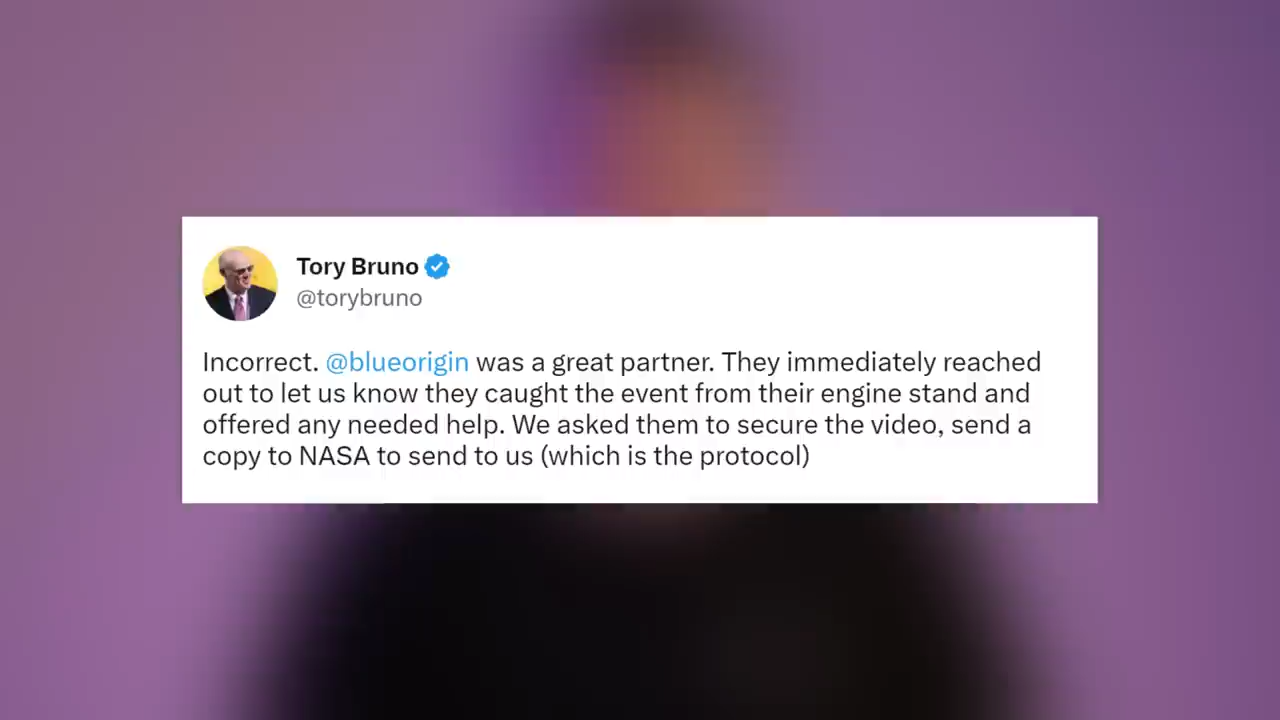 Tory Bruno
@torybruno
Incorrect. @blueorigin was a great partner. They immediately reached
out to let us know they caught the event from their engine stand and
offered any needed help. We asked them to secure the video, send a
copy to NASA to send to us (which is the protocol)